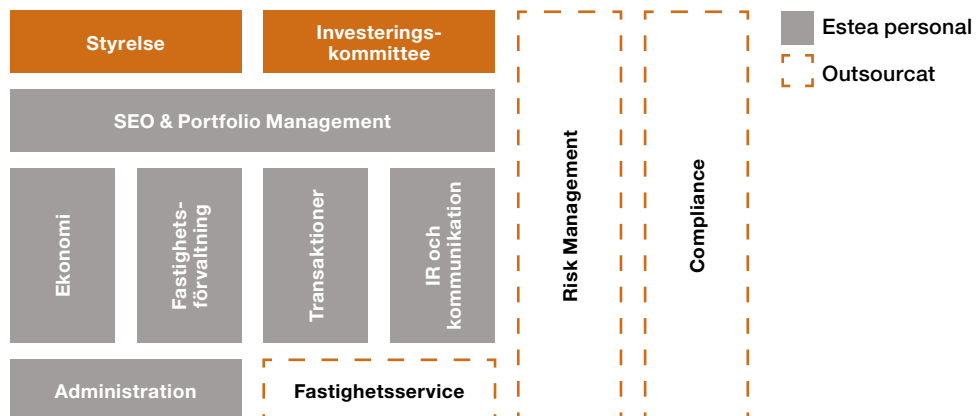 Styrelse
Investerings-
kommittee
SEO & Portfolio Management
Ekonomi
Fastighets-
förvaltning
Transaktioner
IR och
kommunikation
Administration
Fastighetsservice
Risk Management
Compliance
Estea personal
Outsourcat